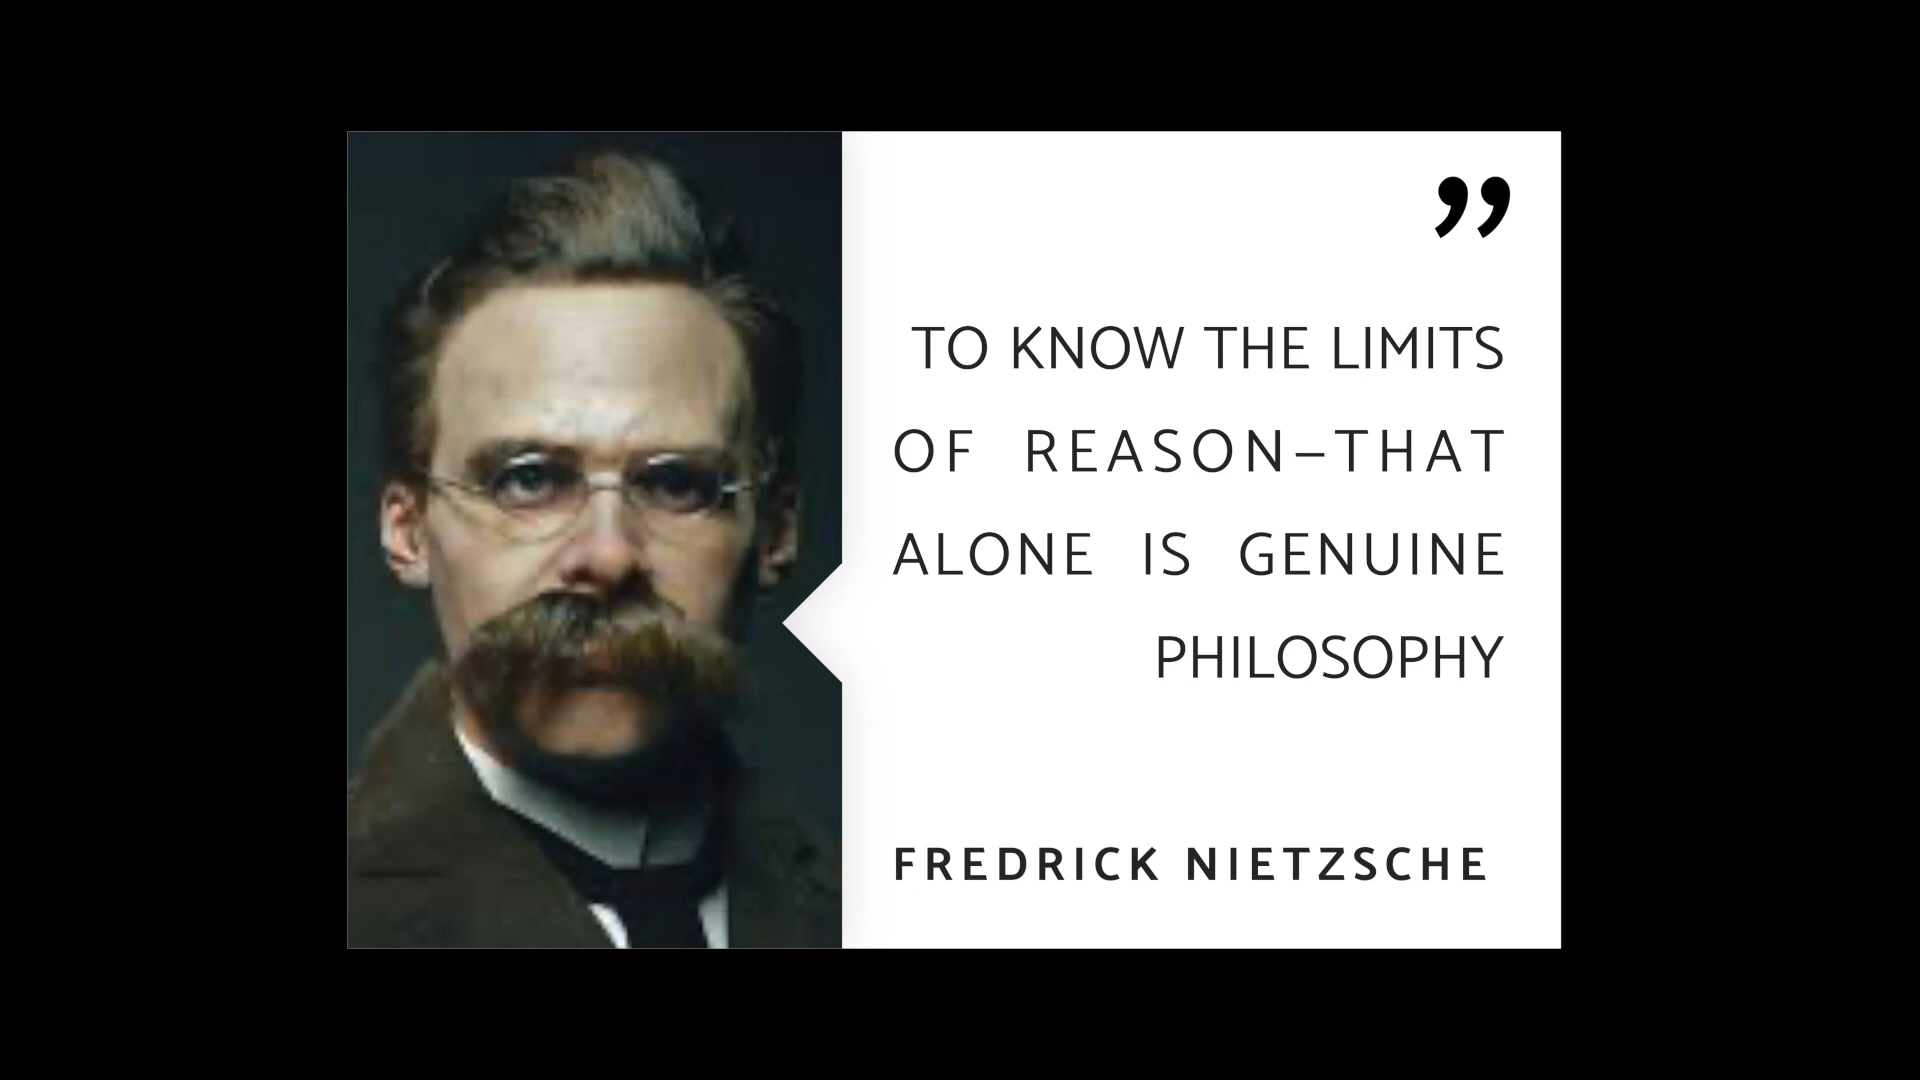 ”
TO KNOW THE LIMITS
OF REASON–THAT
ALONE IS GENUINE
PHILOSOPHY
FREDRICK NIETZSCHE